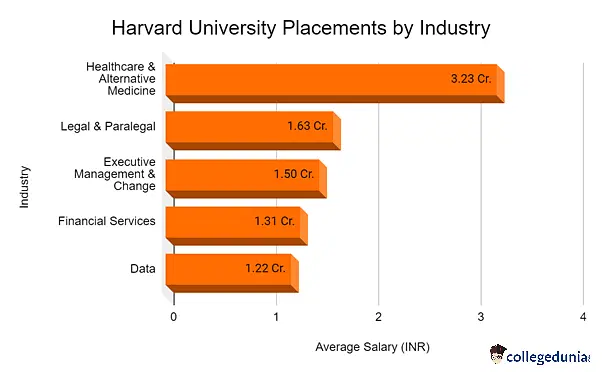 Harvard University Placements by Industry
Healthcare &
Alternative
Medicine
3.23 Cr.
Legal & Paralegal
1.63 Cr.
Executive
Management &
Change
1.50 Cr.
Financial Services
1.31 Cr.
Data
1.22 Cr.
Industry
0 1 2 3 4
Average Salary (INR)
collegedunia